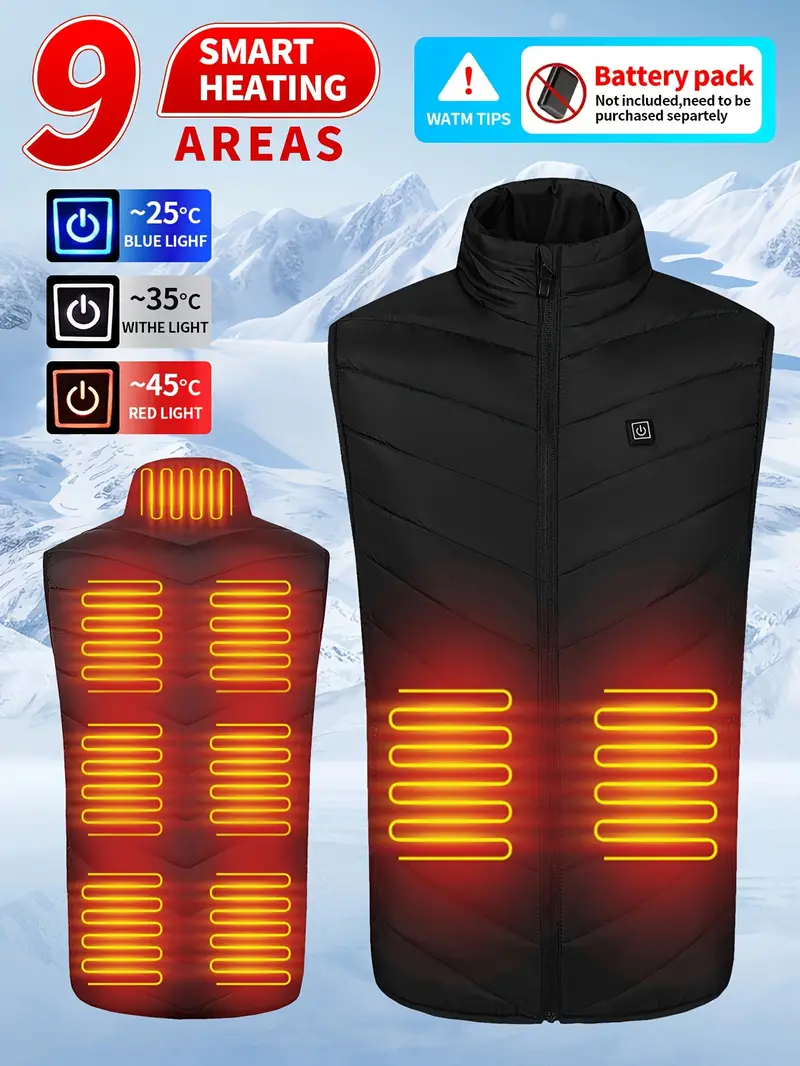 9
SMART
HEATING
AREAS
WATM TIPS
Battery pack
Not included,need to be
purchased separtely
~25°C
BLUE LIGHF
~35°C
WITHE LIGHT
~45°C
RED LIGHT